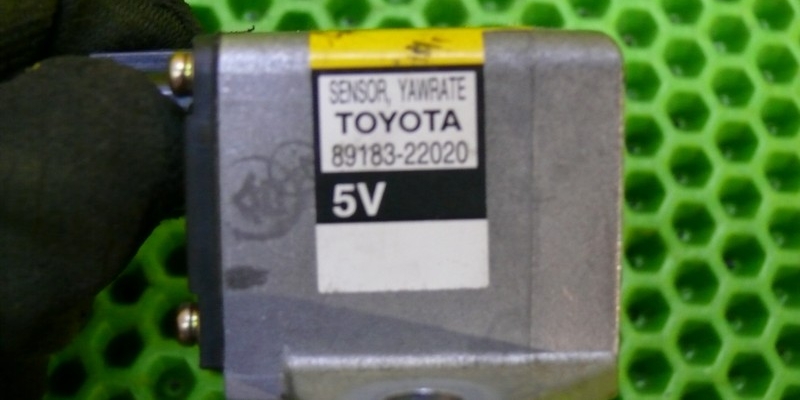 SENSOR, YAWRATE
TOYOTA
89183-22020
5V